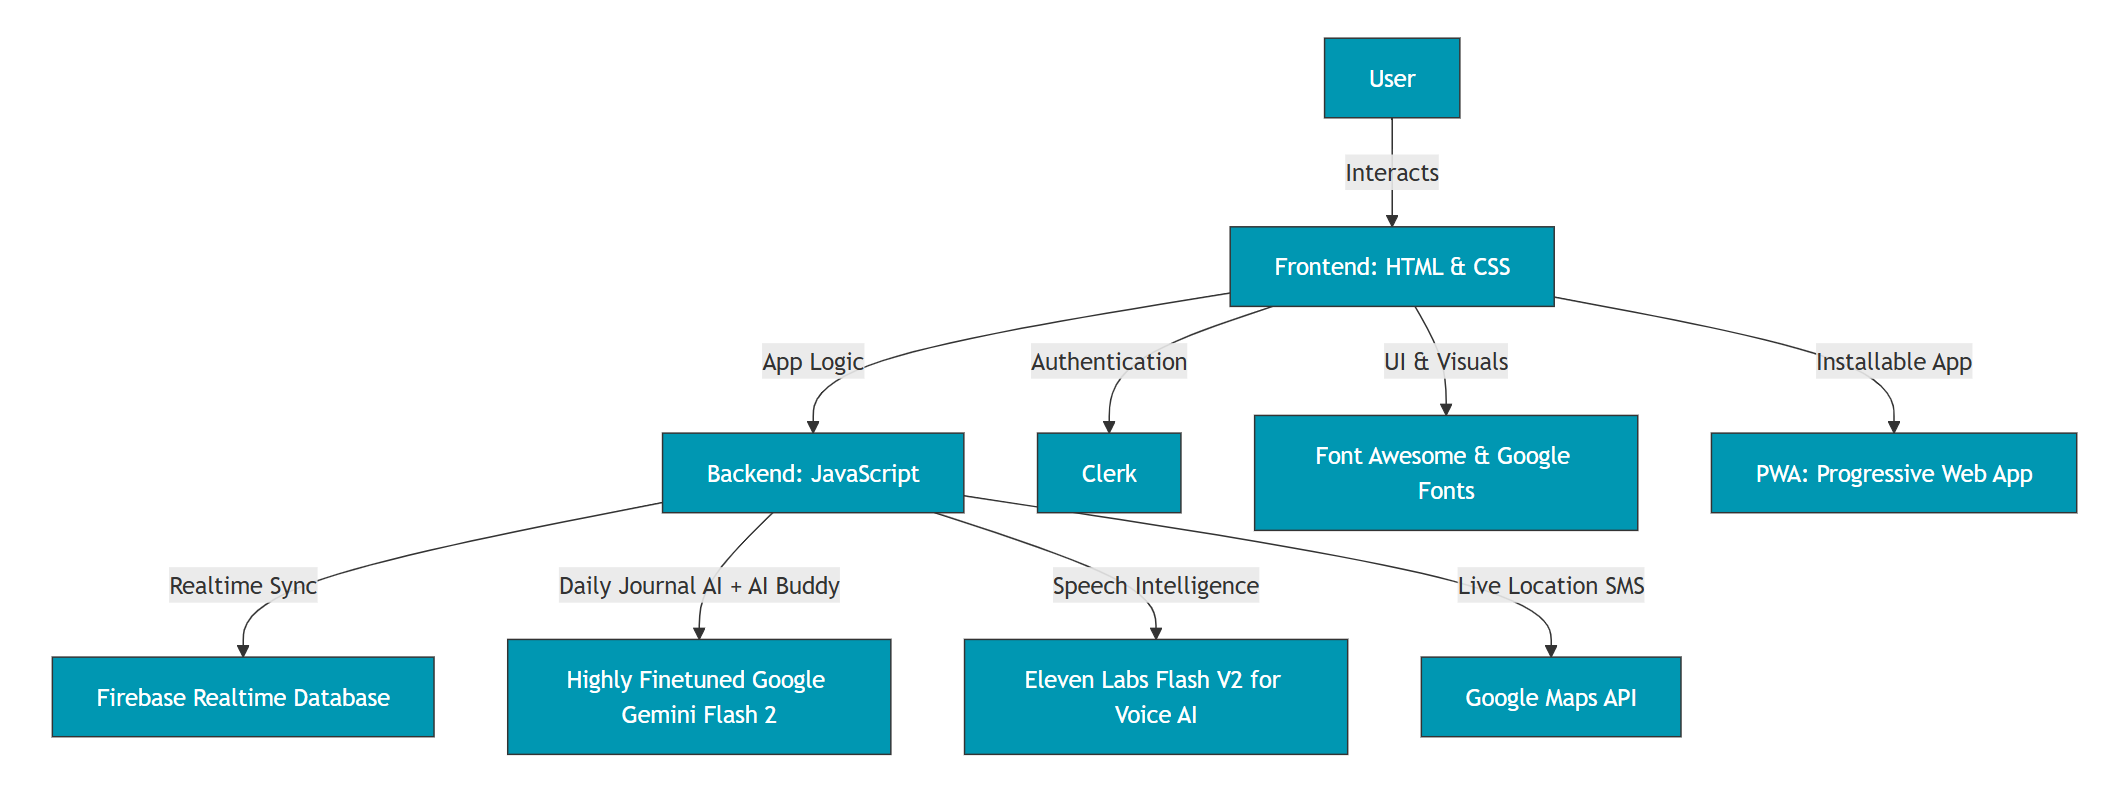 User
Interacts
Frontend: HTML & CSS
App Logic
Authentication
UI & Visuals
Installable App
Backend: JavaScript
Clerk
Font Awesome & Google
Fonts
PWA: Progressive Web App
Realtime Sync
Daily Journal AI + AI Buddy
Speech Intelligence
Live Location SMS
Firebase Realtime Database
Highly Finetuned Google
Gemini Flash 2
Eleven Labs Flash V2 for
Voice AI
Google Maps API